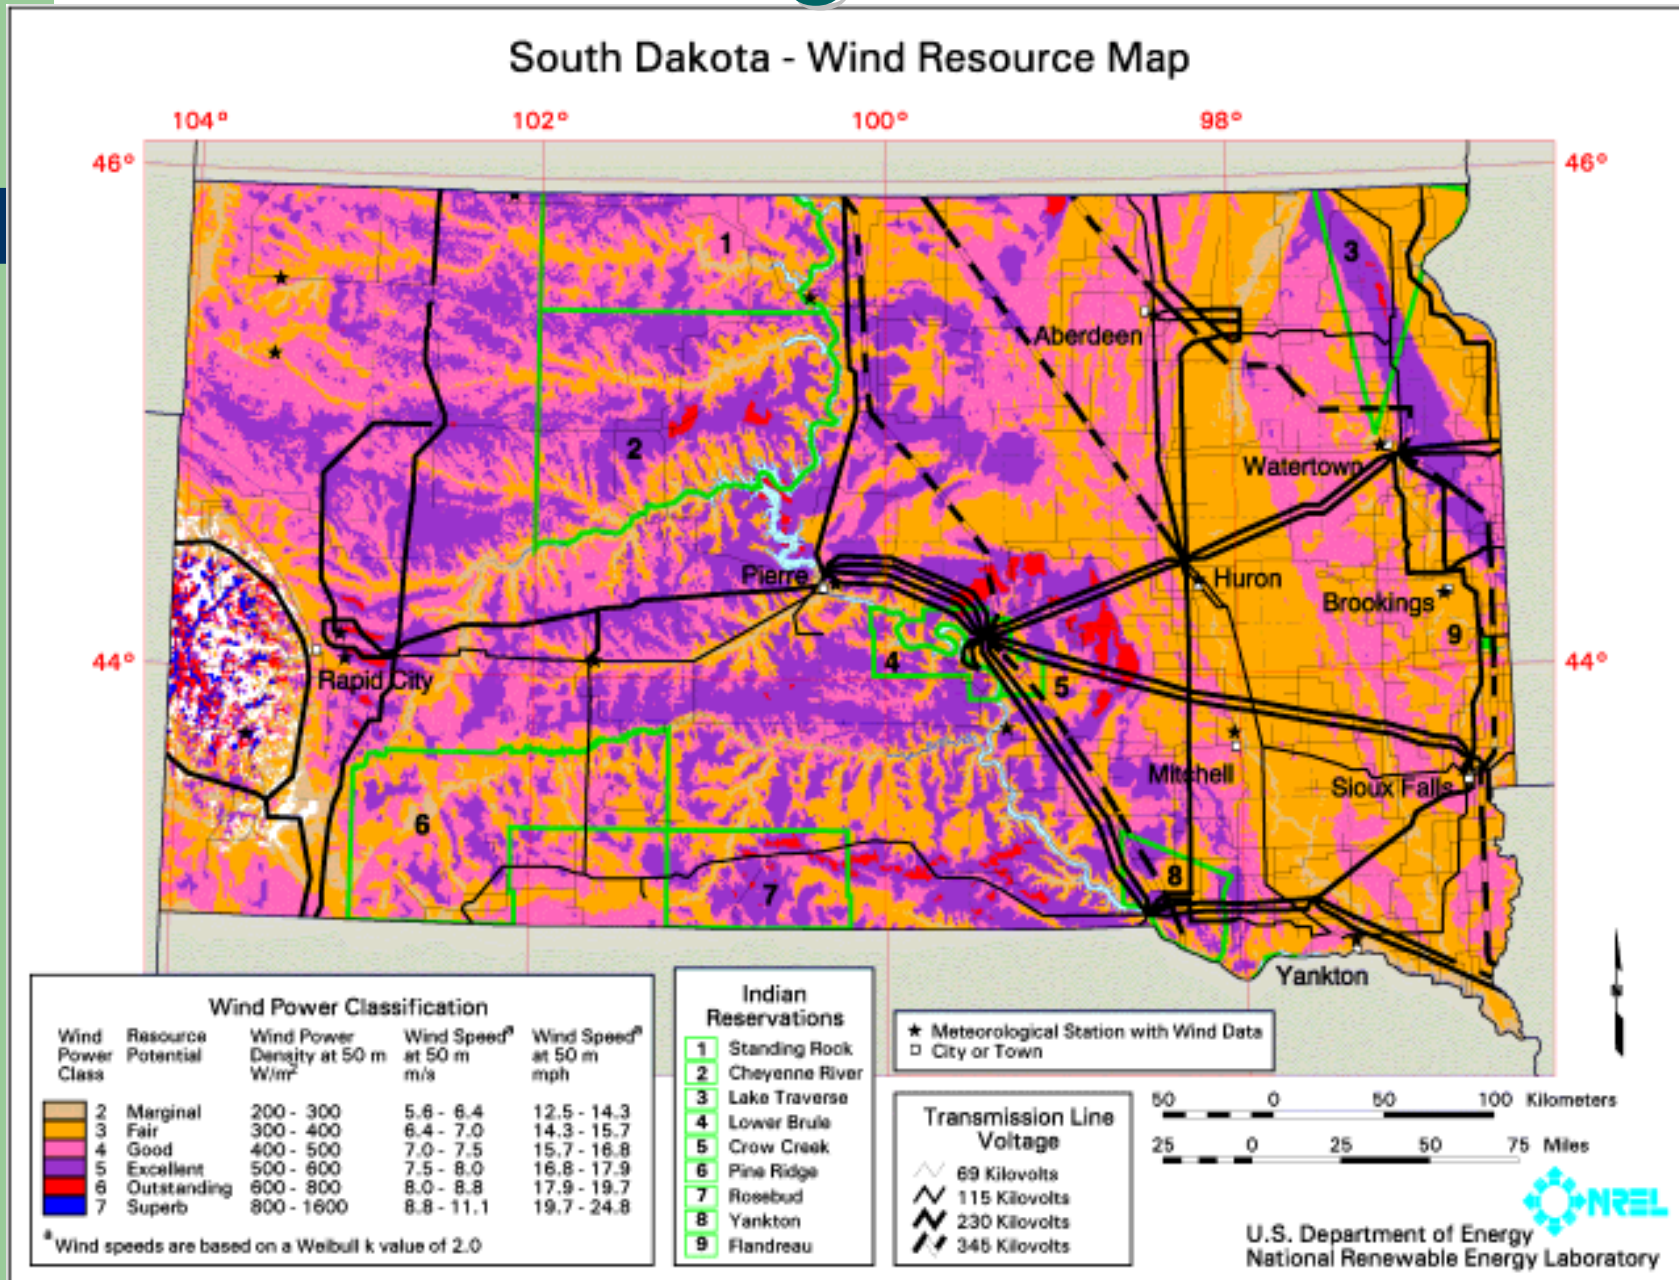 South Dakota - Wind Resource Map
104° 102° 100° 98°
46° 46°
1
3
Aberdeen
2
Watertown
Pierre
Huron
Brookings
9
44° 44°
4
Rapid City
5
Mitchell
Sioux Falls
6
8
7
Yankton
Wind Power Classification
Wind Power Class Resource Potential Wind Power Density at 50 m W/m² Wind Speedª at 50 m m/s Wind Speedª at 50 m mph
2 Marginal 200 - 300 5.6 - 6.4 12.5 - 14.3
3 Fair 300 - 400 6.4 - 7.0 14.3 - 15.7
4 Good 400 - 500 7.0 - 7.5 15.7 - 16.8
5 Excellent 500 - 600 7.5 - 8.0 16.8 - 17.9
6 Outstanding 600 - 800 8.0 - 8.8 17.9 - 19.7
7 Superb 800 - 1600 8.8 - 11.1 19.7 - 24.8
ª Wind speeds are based on a Weibull k value of 2.0
Indian
Reservations
1 Standing Rock
2 Cheyenne River
3 Lake Traverse
4 Lower Brule
5 Crow Creek
6 Pine Ridge
7 Rosebud
8 Yankton
9 Flandreau
Meteorological Station with Wind Data
City or Town
Transmission Line
Voltage
69 Kilovolts
115 Kilovolts
230 Kilovolts
345 Kilovolts
N
50 0 50 100 Kilometers
25 0 25 50 75 Miles
NREL
U.S. Department of Energy
National Renewable Energy Laboratory